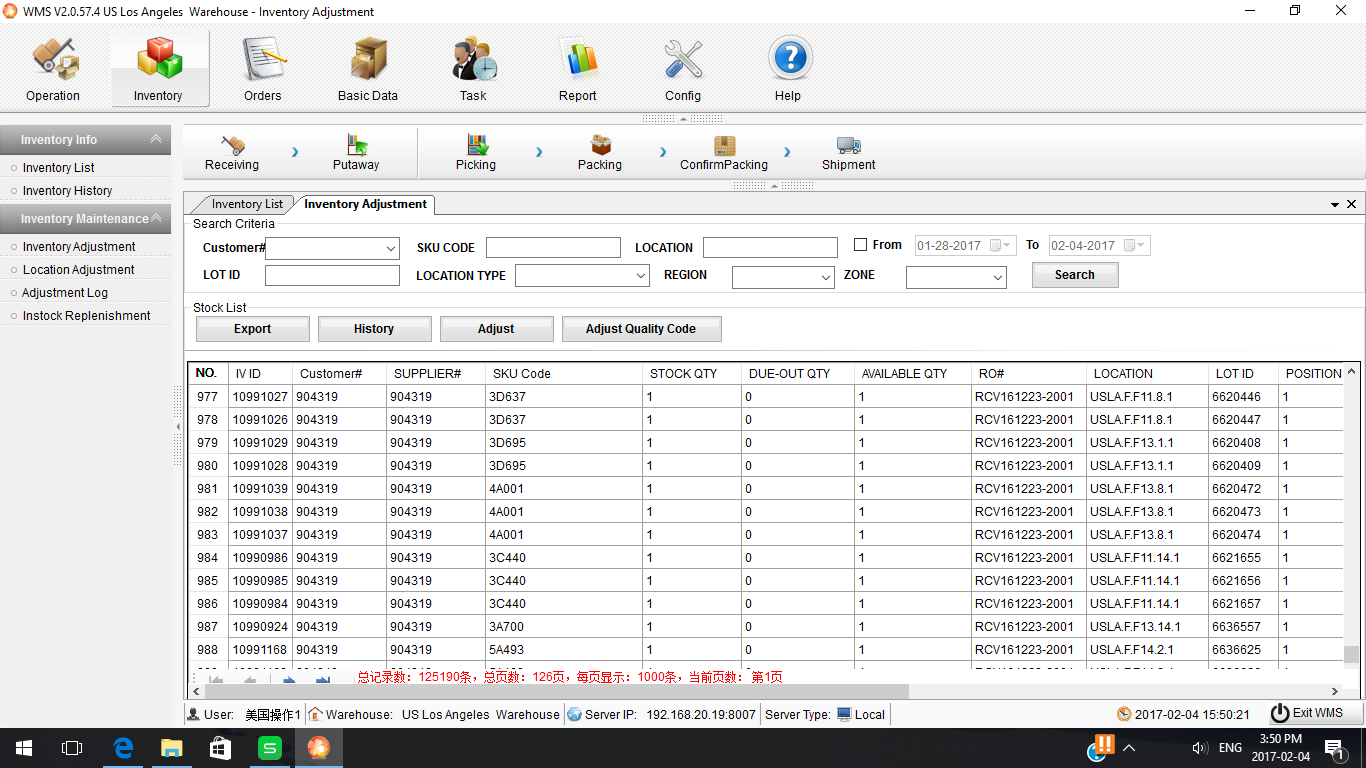 WMS V2.0.57.4 US Los Angeles  Warehouse - Inventory Adjustment
Operation Inventory Orders Basic Data Task Report Config Help
Inventory Info
Inventory List
Inventory History
Inventory Maintenance
Inventory Adjustment
Location Adjustment
Adjustment Log
Instock Replenishment
Receiving Putaway Picking Packing ConfirmPacking Shipment
Inventory List Inventory Adjustment
Search Criteria
Customer# SKU CODE LOCATION From 01-28-2017 To 02-04-2017
LOT ID LOCATION TYPE REGION ZONE Search
Stock List
Export History Adjust Adjust Quality Code
NO. IV ID Customer# SUPPLIER# SKU Code STOCK QTY DUE-OUT QTY AVAILABLE QTY RO# LOCATION LOT ID POSITION
977 10991027 904319 904319 3D637 1 0 1 RCV161223-2001 USLA.F.F11.8.1 6620446 1
978 10991026 904319 904319 3D637 1 0 1 RCV161223-2001 USLA.F.F11.8.1 6620447 1
979 10991029 904319 904319 3D695 1 0 1 RCV161223-2001 USLA.F.F13.1.1 6620408 1
980 10991028 904319 904319 3D695 1 0 1 RCV161223-2001 USLA.F.F13.1.1 6620409 1
981 10991039 904319 904319 4A001 1 0 1 RCV161223-2001 USLA.F.F13.8.1 6620472 1
982 10991038 904319 904319 4A001 1 0 1 RCV161223-2001 USLA.F.F13.8.1 6620473 1
983 10991037 904319 904319 4A001 1 0 1 RCV161223-2001 USLA.F.F13.8.1 6620474 1
984 10990986 904319 904319 3C440 1 0 1 RCV161223-2001 USLA.F.F11.14.1 6621655 1
985 10990985 904319 904319 3C440 1 0 1 RCV161223-2001 USLA.F.F11.14.1 6621656 1
986 10990984 904319 904319 3C440 1 0 1 RCV161223-2001 USLA.F.F11.14.1 6621657 1
987 10990924 904319 904319 3A700 1 0 1 RCV161223-2001 USLA.F.F13.14.1 6636557 1
988 10991168 904319 904319 5A493 1 0 1 RCV161223-2001 USLA.F.F14.2.1 6636625 1
总记录数：125190条，总页数：126页，每页显示：1000条，当前页数： 第1页
User: 美国操作1 Warehouse: US Los Angeles  Warehouse Server IP: 192.168.20.19:8007 Server Type: Local 2017-02-04 15:50:21 Exit WMS
ENG 3:50 PM
2017-02-04 1